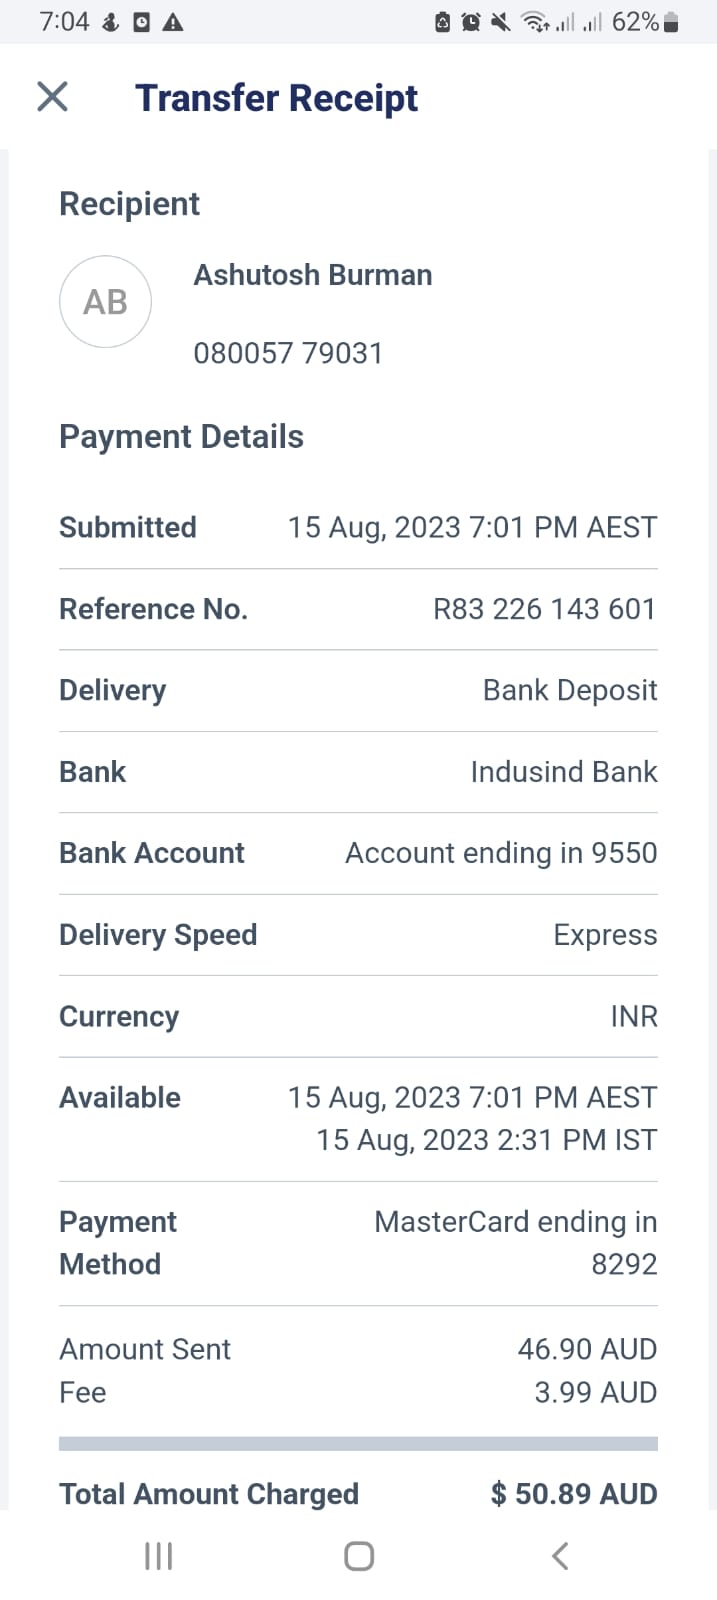 7:04
62%
Transfer Receipt
Recipient
AB
Ashutosh Burman
080057 79031
Payment Details
Submitted 15 Aug, 2023 7:01 PM AEST
Reference No. R83 226 143 601
Delivery Bank Deposit
Bank Indusind Bank
Bank Account Account ending in 9550
Delivery Speed Express
Currency INR
Available 15 Aug, 2023 7:01 PM AEST
15 Aug, 2023 2:31 PM IST
Payment MasterCard ending in
Method 8292
Amount Sent 46.90 AUD
Fee 3.99 AUD
Total Amount Charged $ 50.89 AUD